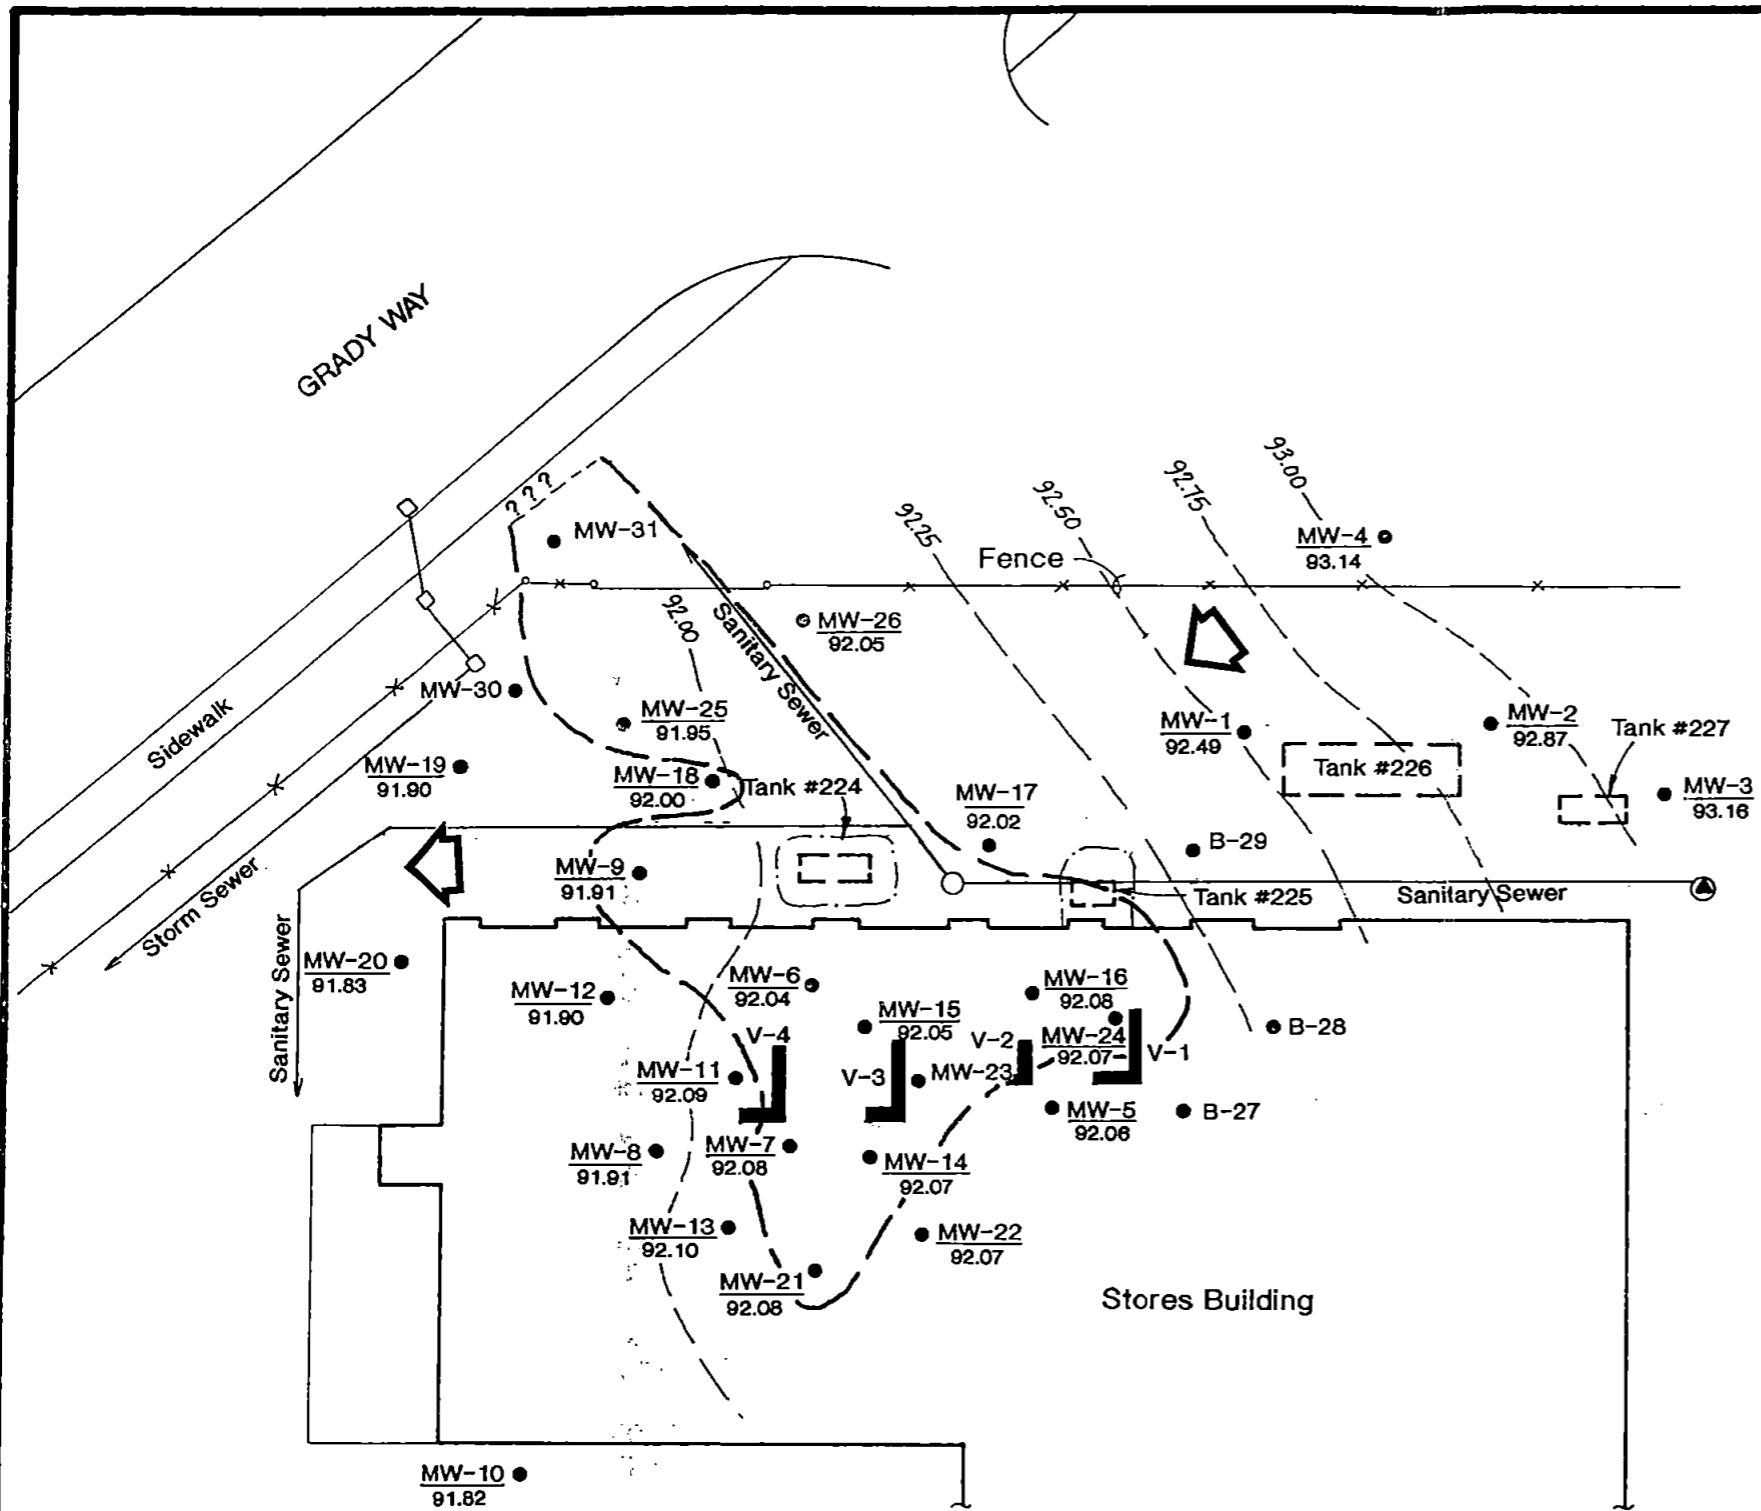 GRADY WAY
93.00
92.75
92.50
92.25
? ? ?
MW-31
Fence
MW-4
93.14
92.00
Sanitary Sewer
MW-26
92.05
MW-30
MW-25
91.95
MW-1
92.49
MW-2
92.87
Tank #227
Sidewalk
MW-19
91.90
MW-18
92.00
Tank #224
MW-17
92.02
Tank #226
MW-3
93.16
B-29
MW-9
91.91
Tank #225
Sanitary Sewer
Storm Sewer
Sanitary Sewer
MW-20
91.83
MW-12
91.90
MW-6
92.04
MW-16
92.08
MW-15
92.05
V-4
V-2
MW-24
92.07
V-1
B-28
MW-11
92.09
V-3
MW-23
MW-5
92.06
B-27
MW-8
91.91
MW-7
92.08
MW-14
92.07
MW-13
92.10
MW-22
92.07
MW-21
92.08
Stores Building
MW-10
91.82